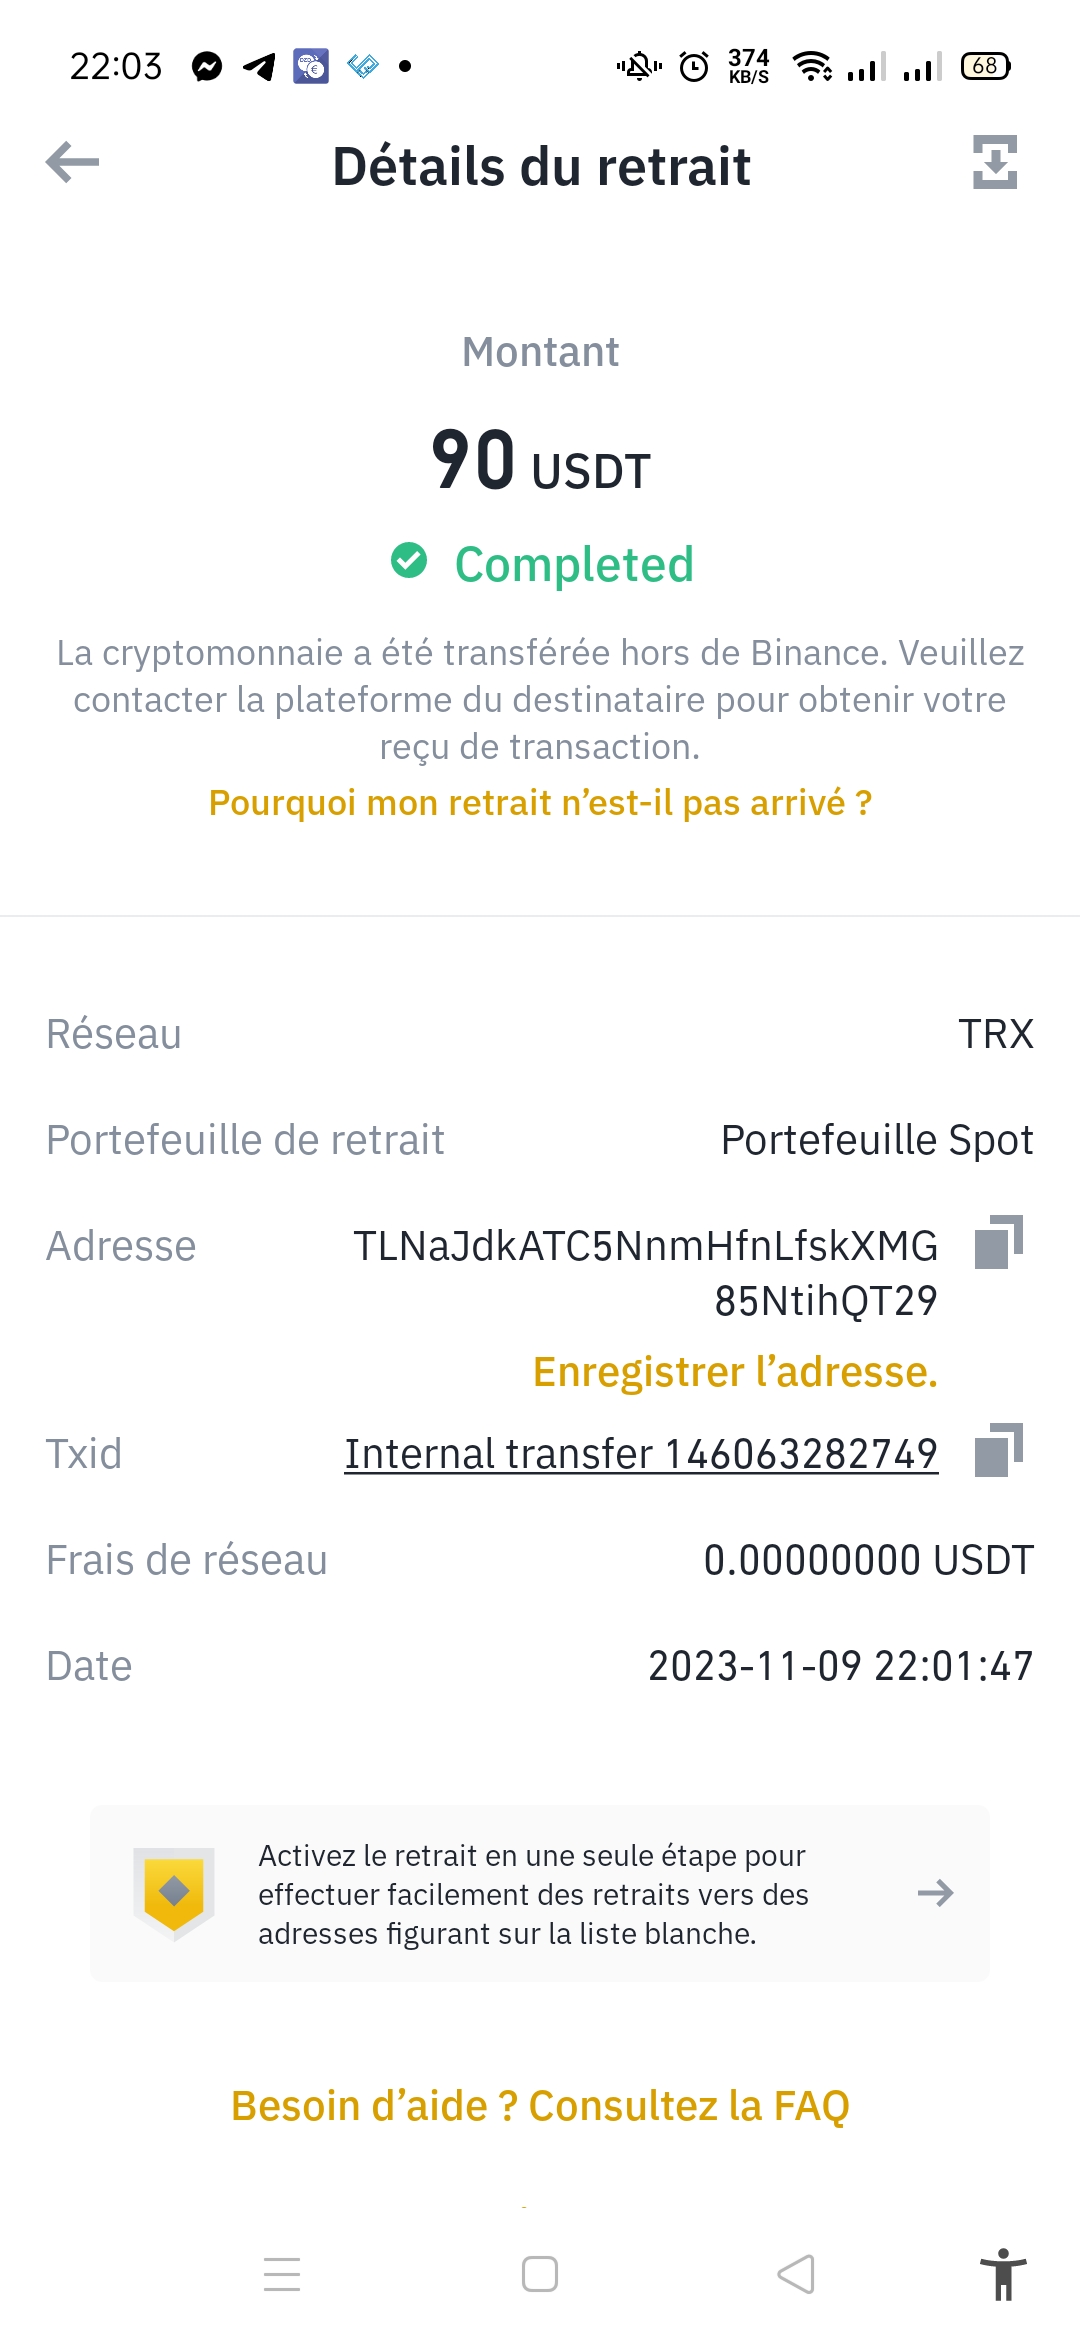 22:03
374
KB/S
68
Détails du retrait
Montant
90 USDT
Completed
La cryptomonnaie a été transférée hors de Binance. Veuillez
contacter la plateforme du destinataire pour obtenir votre
reçu de transaction.
Pourquoi mon retrait n’est-il pas arrivé ?
Réseau TRX
Portefeuille de retrait Portefeuille Spot
Adresse TLNaJdkATC5NnmHfnLfskXMG
85NtihQT29
Enregistrer l’adresse.
Txid Internal transfer 146063282749
Frais de réseau 0.00000000 USDT
Date 2023-11-09 22:01:47
Activez le retrait en une seule étape pour
effectuer facilement des retraits vers des
adresses figurant sur la liste blanche.
Besoin d’aide ? Consultez la FAQ